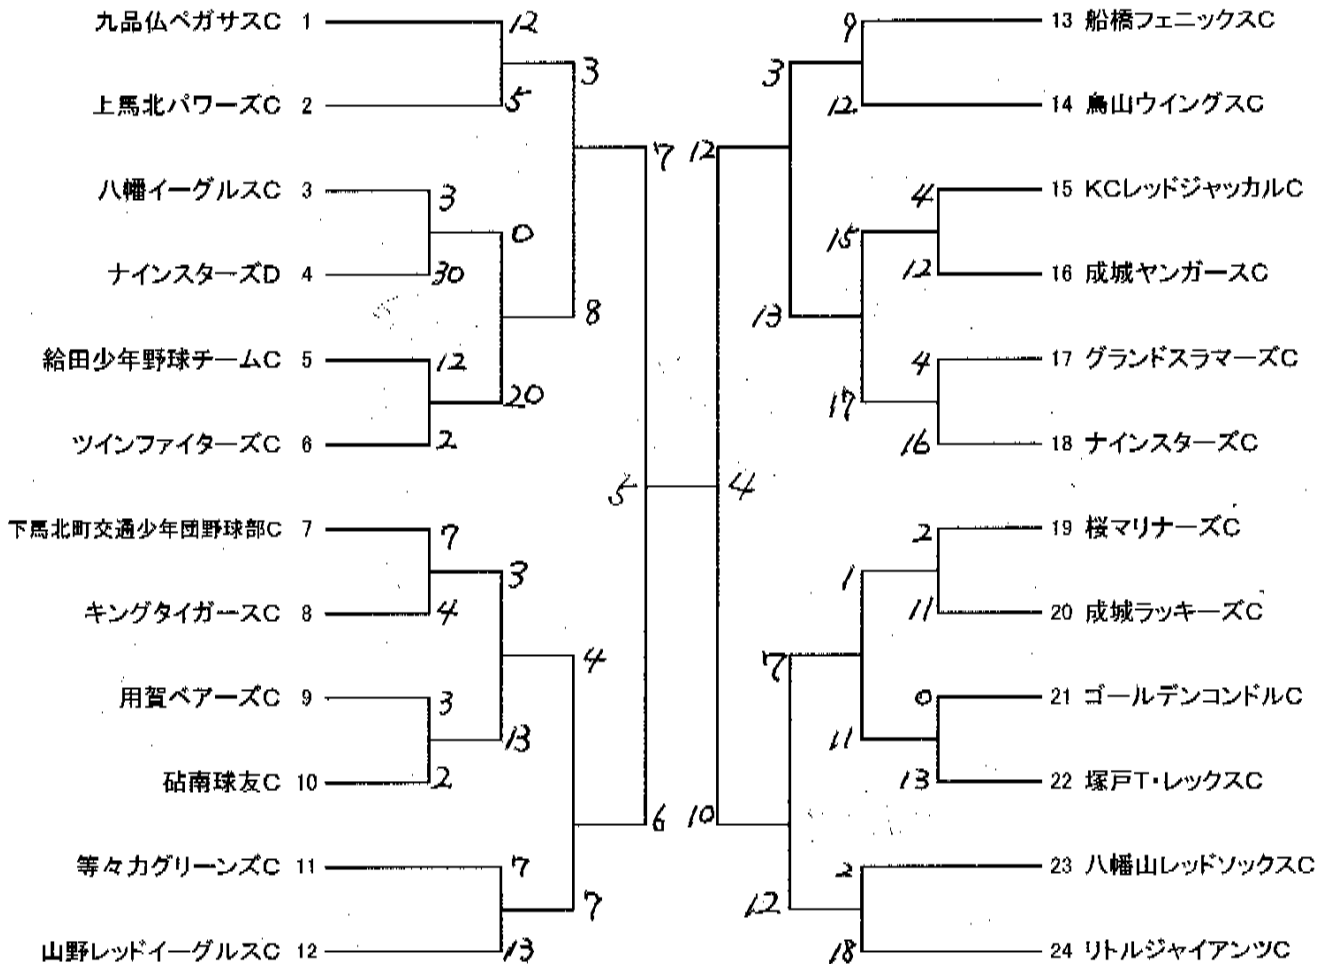 九品仏ペガサスC 1 12
3
上馬北パワーズC 2 5
7
八幡イーグルスC 3 3
0
ナインスターズD 4 30
8
給田少年野球チームC 5 12
20
ツインファイターズC 6 2
5
下馬北町交通少年団野球部C 7 7
3
キングタイガースC 8 4
4
用賀ベアーズC 9 3
13
砧南球友C 10 2
6
等々力グリーンズC 11 7
7
山野レッドイーグルスC 12 13
9 13 船橋フェニックスC
3
12 14 烏山ウイングスC
12
4 15 KCレッドジャッカルC
15
12 16 成城ヤンガースC
13
4 17 グランドスラマーズC
17
16 18 ナインスターズC
4
2 19 桜マリナーズC
1
11 20 成城ラッキーズC
7
0 21 ゴールデンコンドルC
11
13 22 塚戸T・レックスC
10
2 23 八幡山レッドソックスC
12
18 24 リトルジャイアンツC